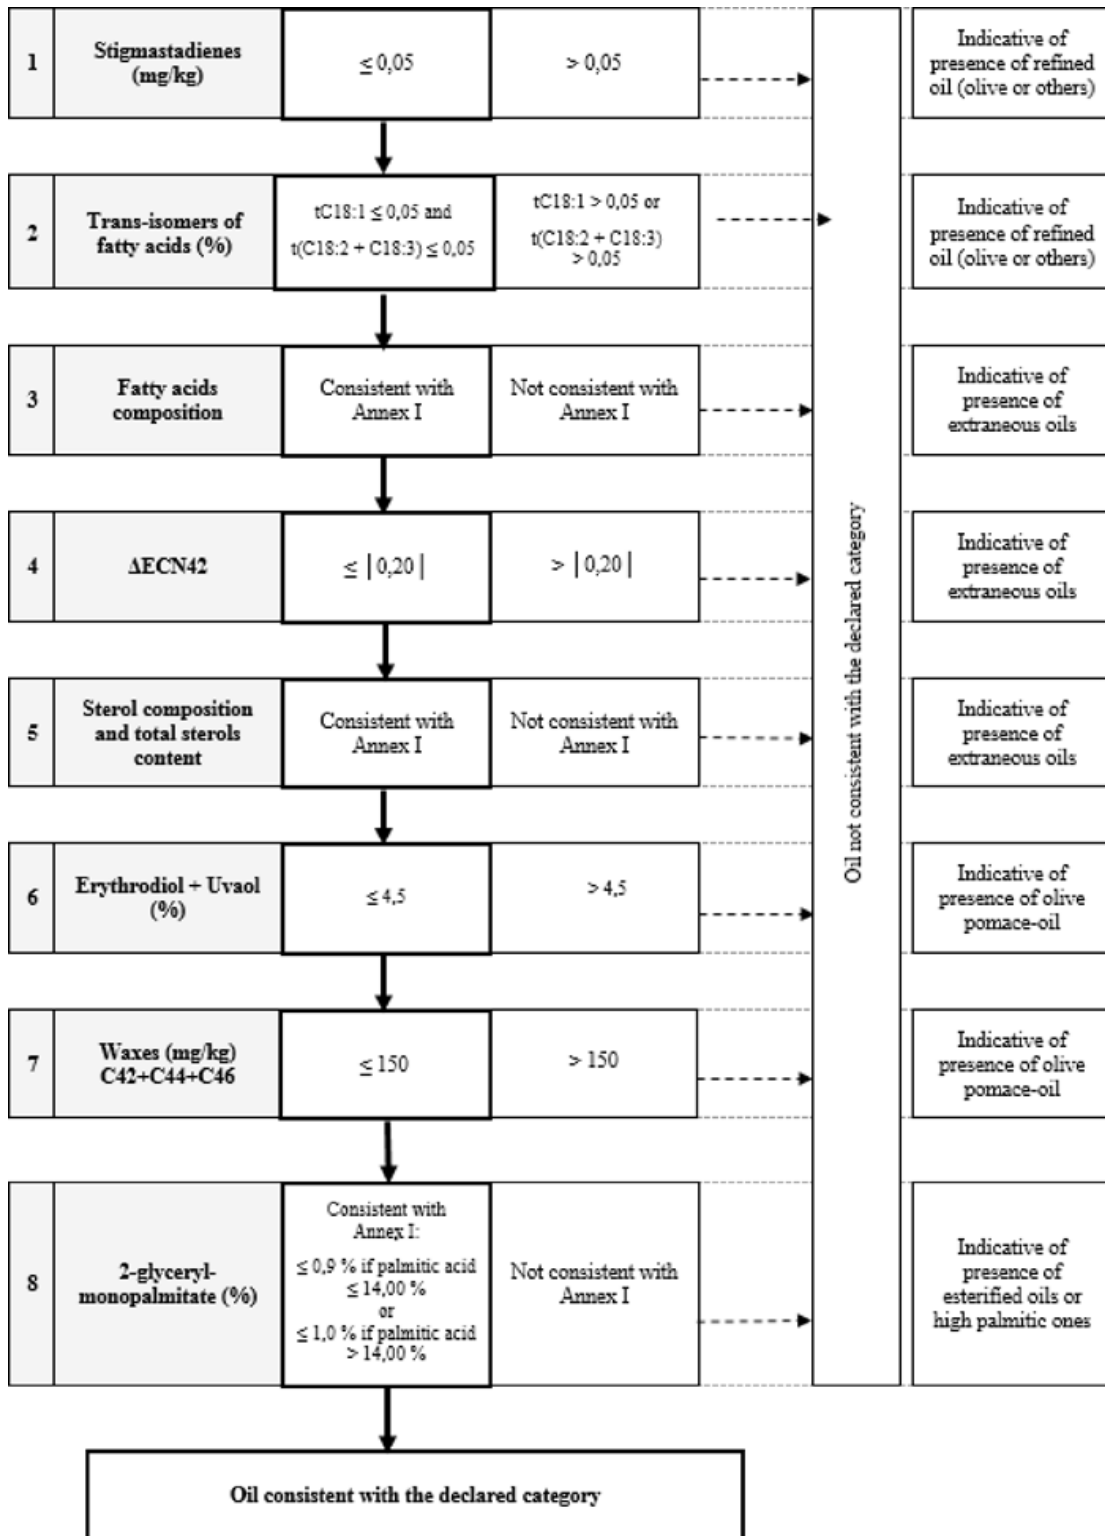 1
Stigmastadienes
(mg/kg)
≤ 0,05
> 0,05
Indicative of
presence of refined
oil (olive or others)
2
Trans-isomers of
fatty acids (%)
tC18:1 ≤ 0,05 and
t(C18:2 + C18:3) ≤ 0,05
tC18:1 > 0,05 or
t(C18:2 + C18:3)
> 0,05
Indicative of
presence of refined
oil (olive or others)
3
Fatty acids
composition
Consistent with
Annex I
Not consistent with
Annex I
Indicative of
presence of
extraneous oils
4
ΔECN42
≤ | 0,20 |
> | 0,20 |
Indicative of
presence of
extraneous oils
5
Sterol composition
and total sterols
content
Consistent with
Annex I
Not consistent with
Annex I
Indicative of
presence of
extraneous oils
6
Erythrodiol + Uvaol
(%)
≤ 4,5
> 4,5
Indicative of
presence of olive
pomace-oil
7
Waxes (mg/kg)
C42+C44+C46
≤ 150
> 150
Indicative of
presence of olive
pomace-oil
8
2-glyceryl-
monopalmitate (%)
Consistent with
Annex I:
≤ 0,9 % if palmitic acid
≤ 14,00 %
or
≤ 1,0 % if palmitic acid
> 14,00 %
Not consistent with
Annex I
Indicative of
presence of
esterified oils or
high palmitic ones
Oil not consistent with the declared category
Oil consistent with the declared category